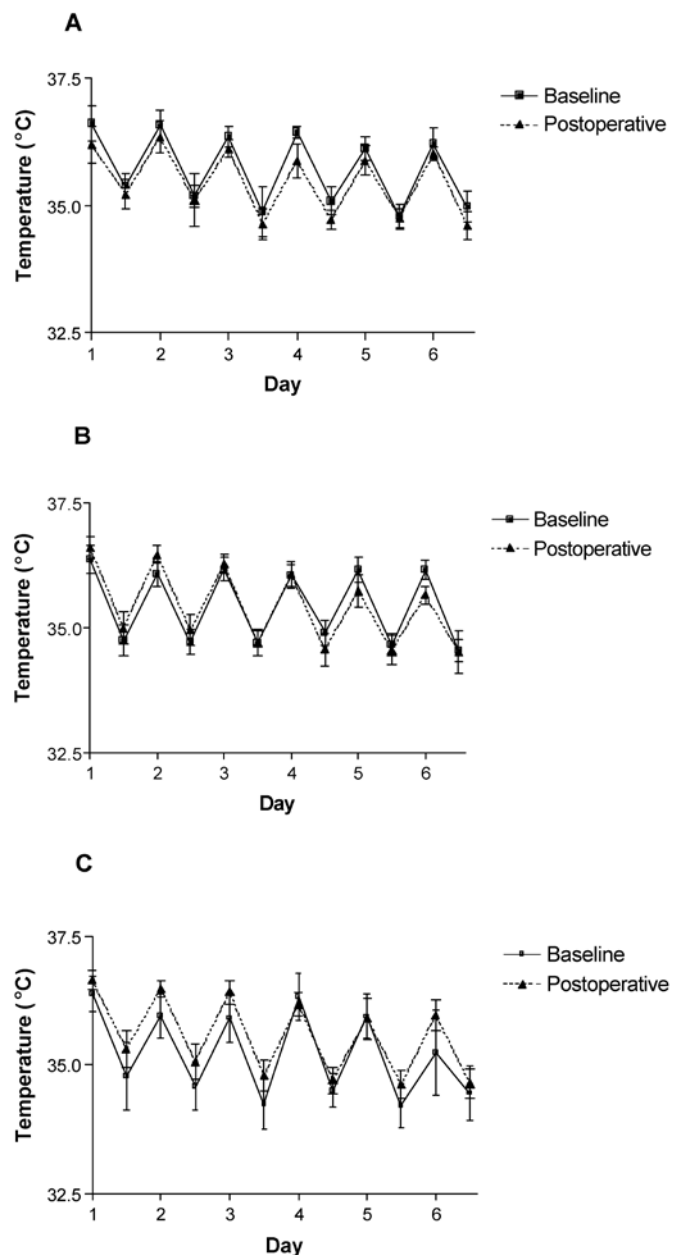 A
37.5
35.0
32.5
Temperature (°C)
1 2 3 4 5 6
Day
Baseline
Postoperative
B
37.5
35.0
32.5
Temperature (°C)
1 2 3 4 5 6
Day
Baseline
Postoperative
C
37.5
35.0
32.5
Temperature (°C)
1 2 3 4 5 6
Day
Baseline
Postoperative